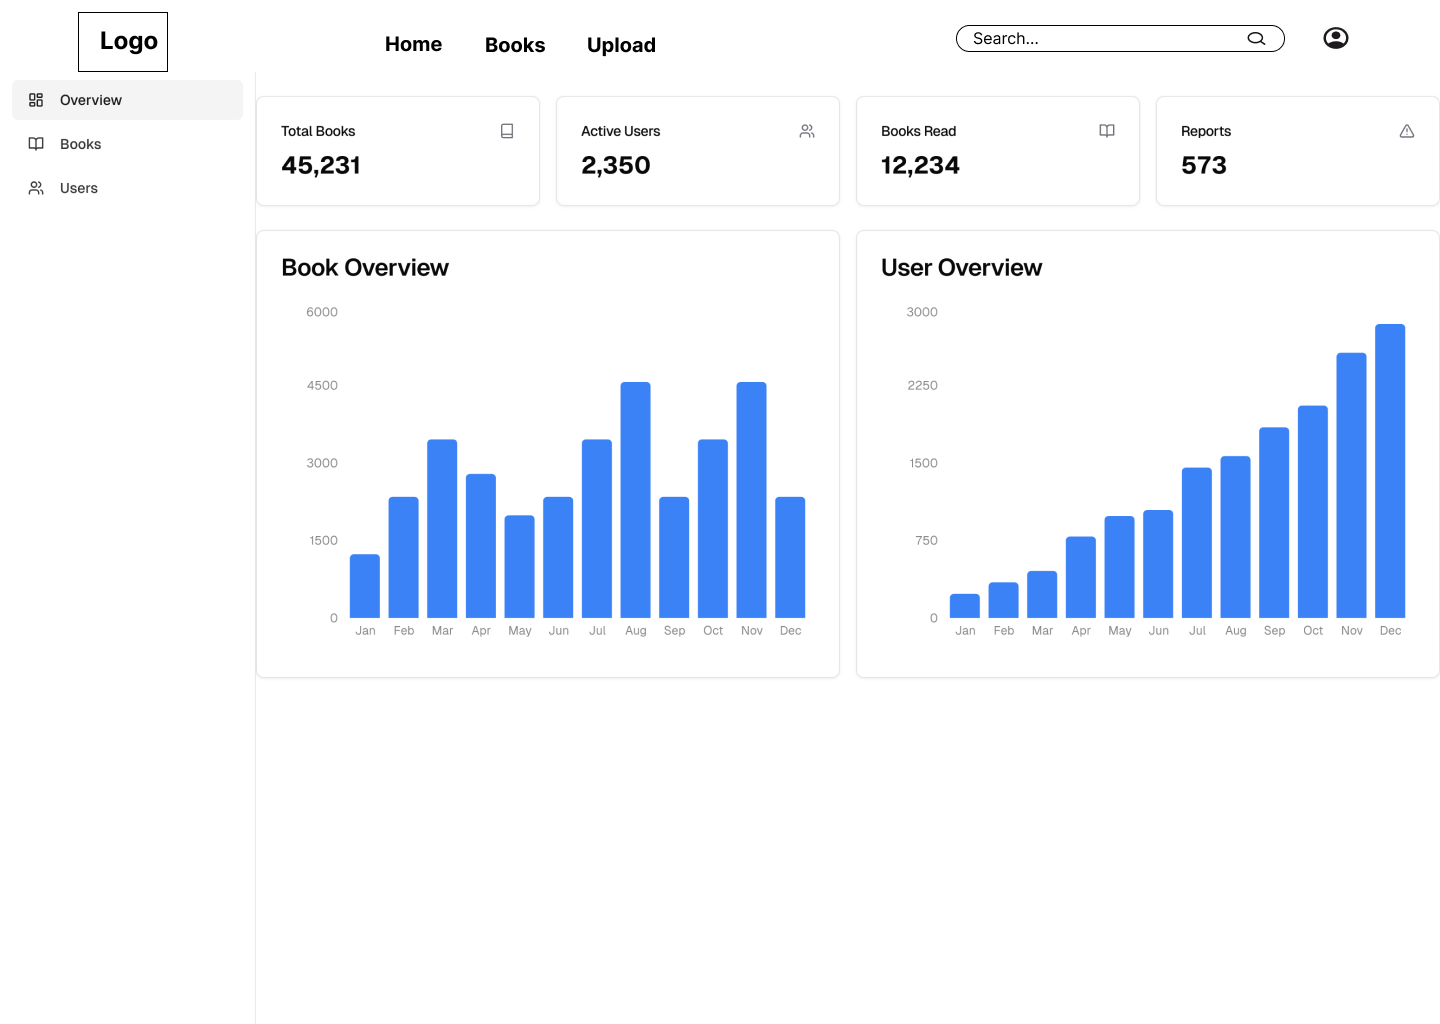 Logo
Home Books Upload
Search...
Overview
Books
Users
Total Books
45,231
Active Users
2,350
Books Read
12,234
Reports
573
Book Overview
6000
4500
3000
1500
0
Jan Feb Mar Apr May Jun Jul Aug Sep Oct Nov Dec
User Overview
3000
2250
1500
750
0
Jan Feb Mar Apr May Jun Jul Aug Sep Oct Nov Dec